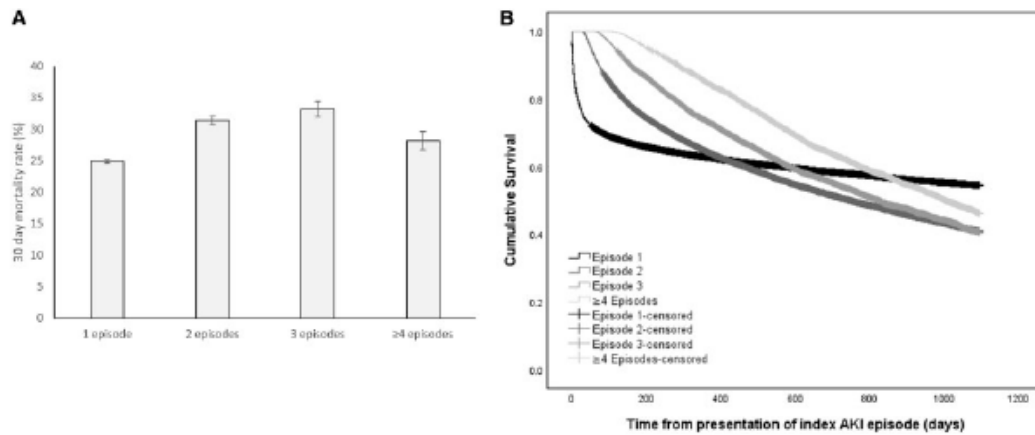 A
30 day mortality rate (%)
40
35
30
25
20
15
10
5
0
1 episode
2 episodes
3 episodes
≥4 episodes
B
Cumulative Survival
1.0
0.8
0.6
0.4
0.2
0.0
Episode 1
Episode 2
Episode 3
≥4 Episodes
Episode 1-censored
Episode 2-censored
Episode 3-censored
≥4 Episodes-censored
0 200 400 600 800 1000 1200
Time from presentation of index AKI episode (days)